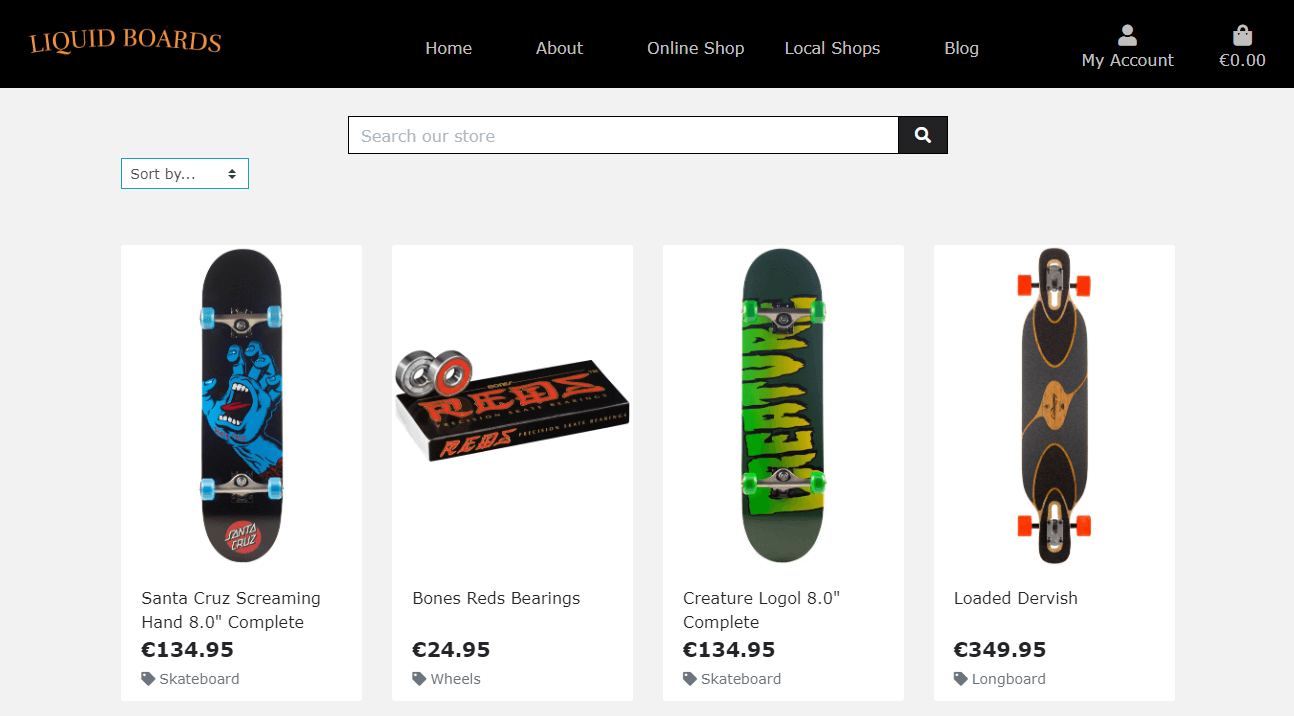 LIQUID BOARDS
Home
About
Online Shop
Local Shops
Blog
My Account
€0.00
Search our store
Sort by...
SANTA
CRUZ
BONES
REDS™
PRECISION SKATE BEARINGS
REDS PRECISION SKATE BEARINGS
CREATURE
Santa Cruz Screaming
Hand 8.0" Complete
€134.95
Skateboard
Bones Reds Bearings
€24.95
Wheels
Creature Logol 8.0"
Complete
€134.95
Skateboard
Loaded Dervish
€349.95
Longboard